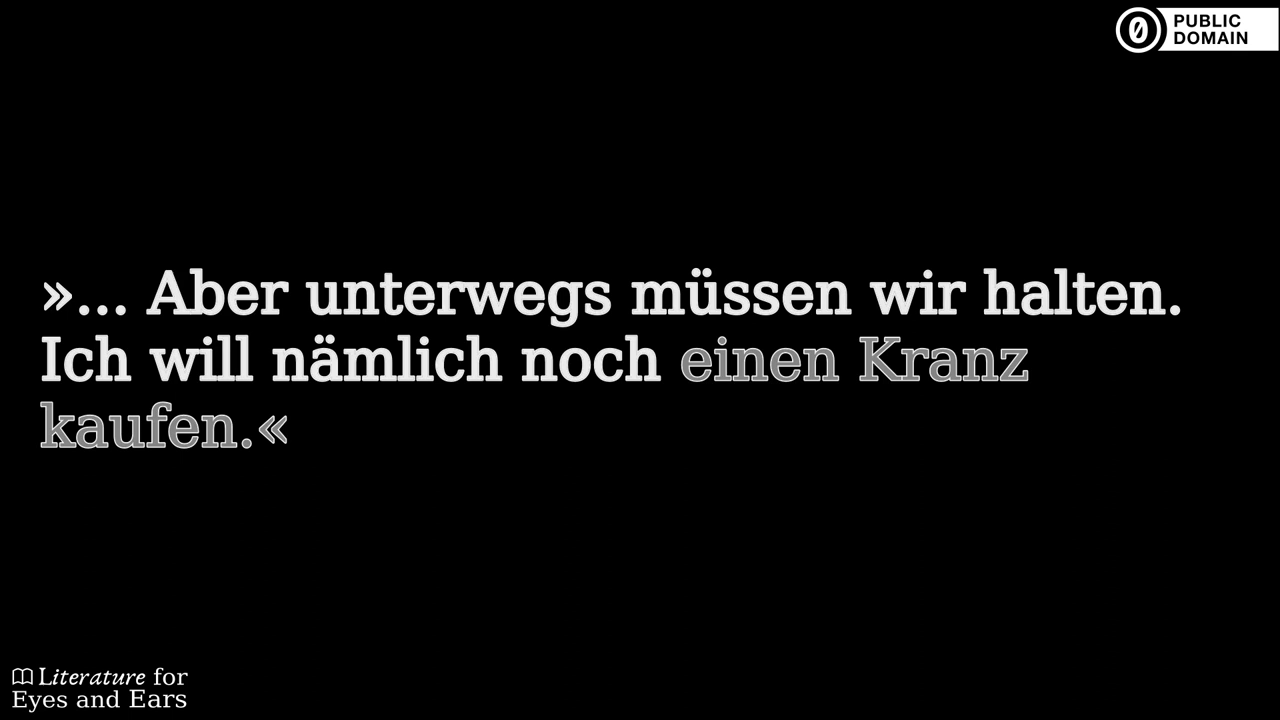 PUBLIC
DOMAIN
»... Aber unterwegs müssen wir halten.
Ich will nämlich noch einen Kranz
kaufen.«
Literature for
Eyes and Ears